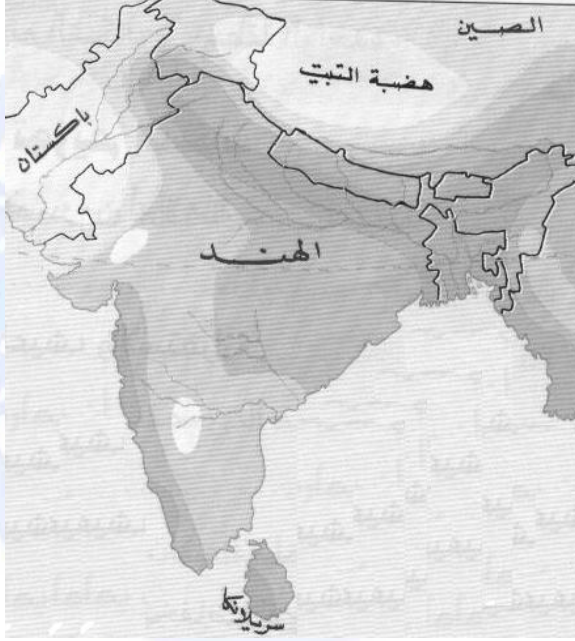 الصين
هضبة التبت
باكستان
الهند
سريلانكا